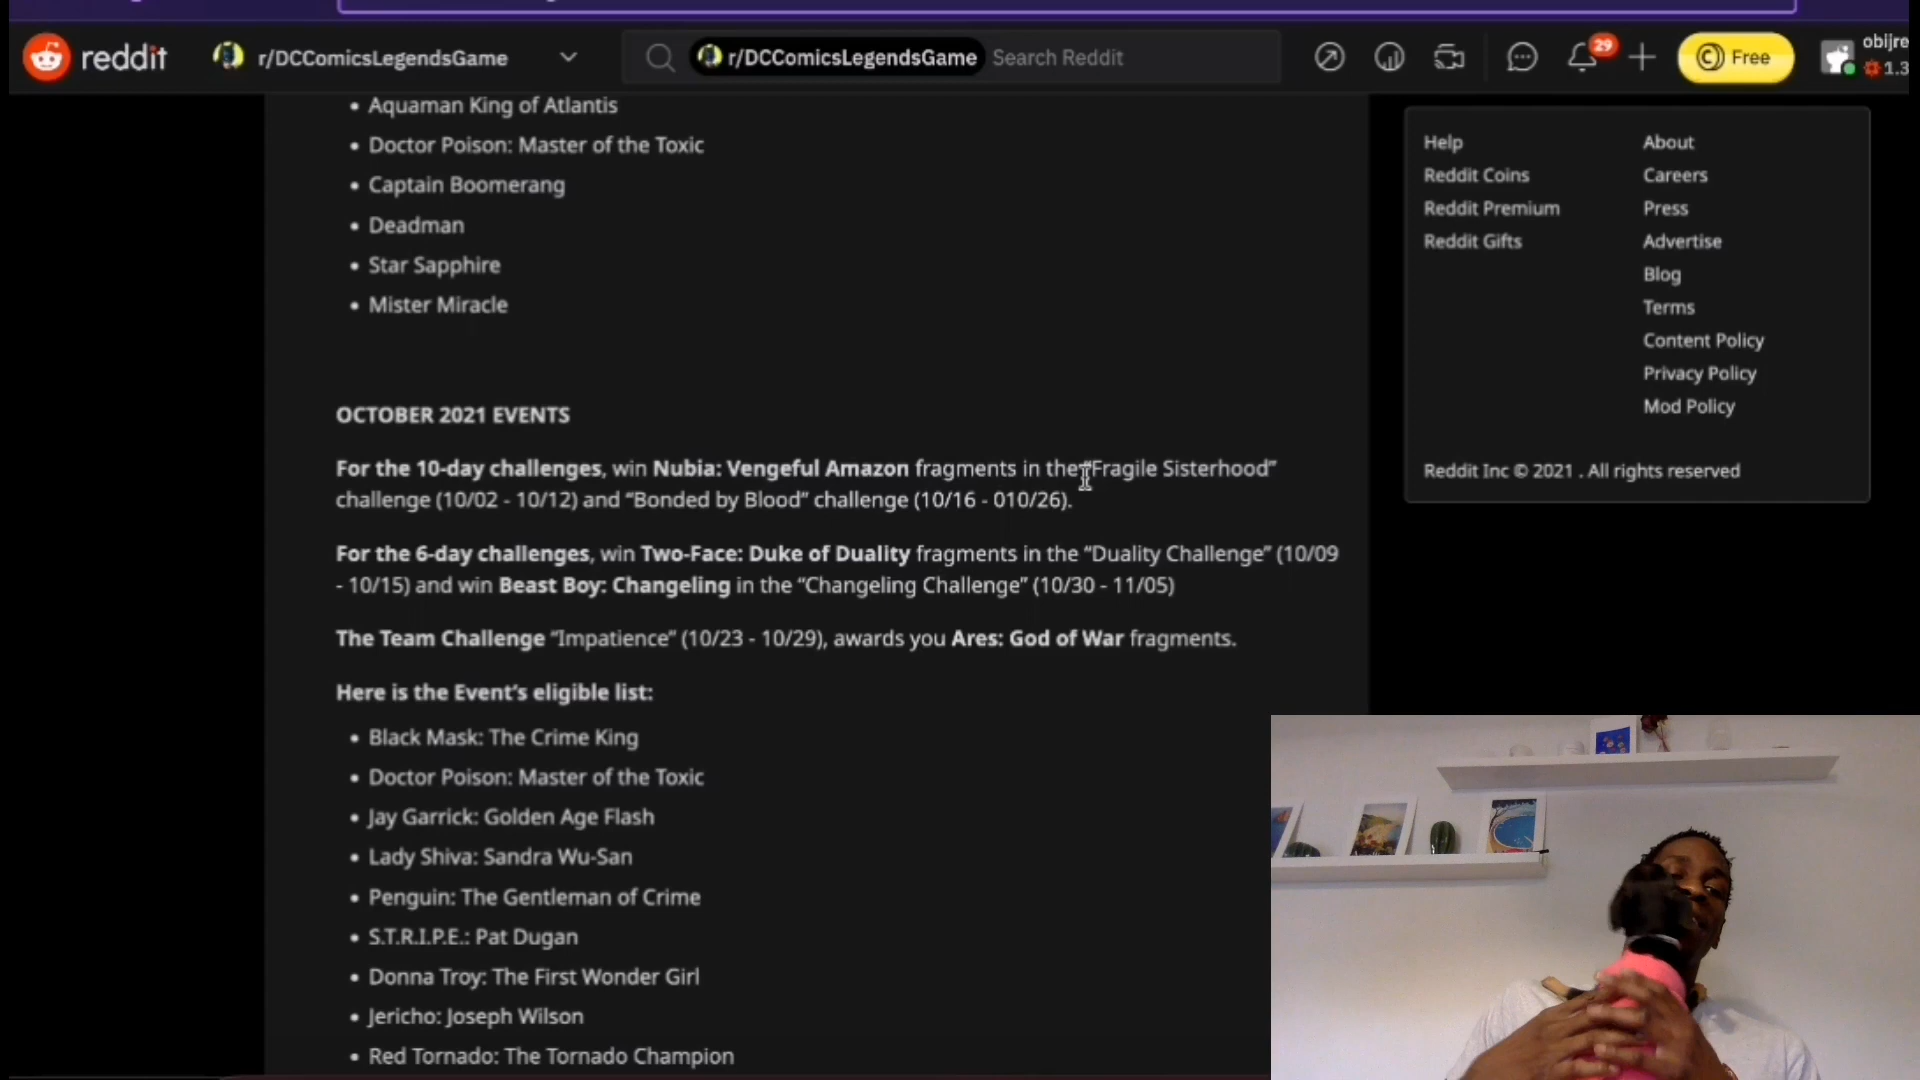 reddit
r/DCComicsLegendsGame
r/DCComicsLegendsGame Search Reddit
29
Free
obijre
1.3
Aquaman King of Atlantis
Doctor Poison: Master of the Toxic
Captain Boomerang
Deadman
Star Sapphire
Mister Miracle
OCTOBER 2021 EVENTS
For the 10-day challenges, win Nubia: Vengeful Amazon fragments in the “Fragile Sisterhood”
challenge (10/02 - 10/12) and “Bonded by Blood” challenge (10/16 - 010/26).
For the 6-day challenges, win Two-Face: Duke of Duality fragments in the “Duality Challenge” (10/09
- 10/15) and win Beast Boy: Changeling in the “Changeling Challenge” (10/30 - 11/05)
The Team Challenge “Impatience” (10/23 - 10/29), awards you Ares: God of War fragments.
Here is the Event’s eligible list:
Black Mask: The Crime King
Doctor Poison: Master of the Toxic
Jay Garrick: Golden Age Flash
Lady Shiva: Sandra Wu-San
Penguin: The Gentleman of Crime
S.T.R.I.P.E.: Pat Dugan
Donna Troy: The First Wonder Girl
Jericho: Joseph Wilson
Red Tornado: The Tornado Champion
Help
Reddit Coins
Reddit Premium
Reddit Gifts
About
Careers
Press
Advertise
Blog
Terms
Content Policy
Privacy Policy
Mod Policy
Reddit Inc © 2021 . All rights reserved